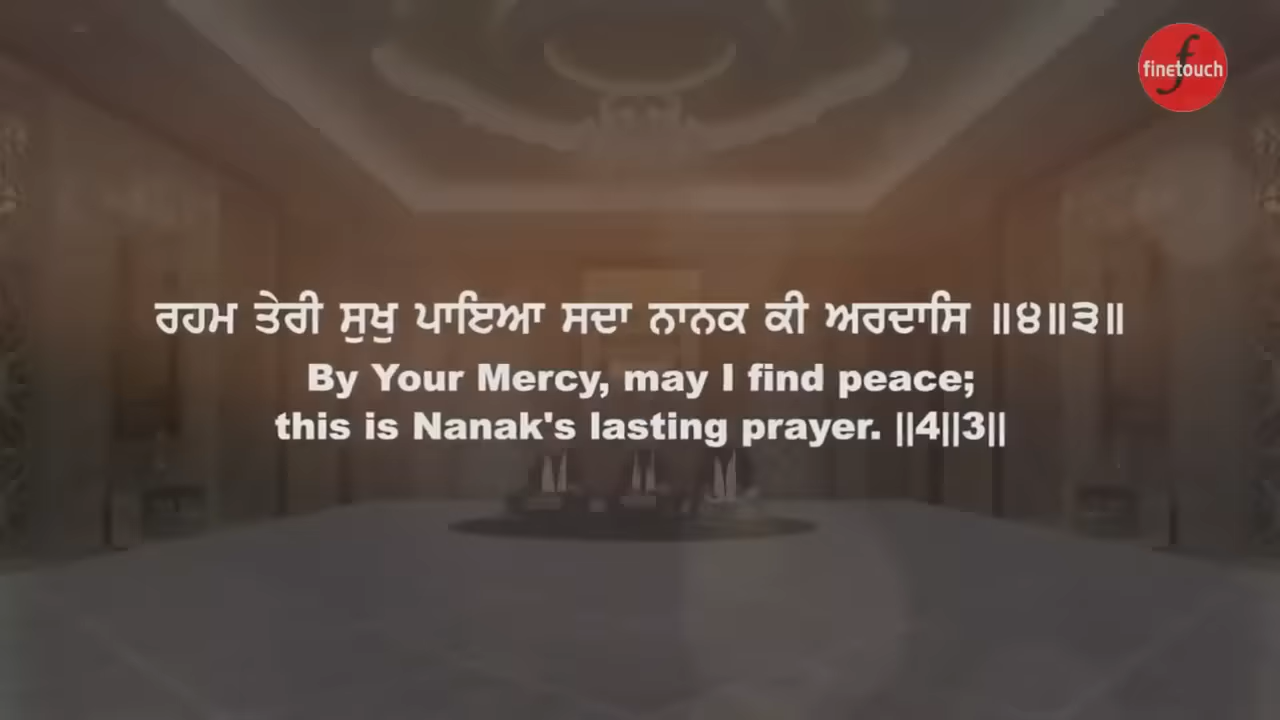 finetouch
ਰਹਮ ਤੇਰੀ ਸੁਖੁ ਪਾਇਆ ਸਦਾ ਨਾਨਕ ਕੀ ਅਰਦਾਸਿ ॥੪॥੩॥
By Your Mercy, may I find peace;
this is Nanak's lasting prayer. ||4||3||